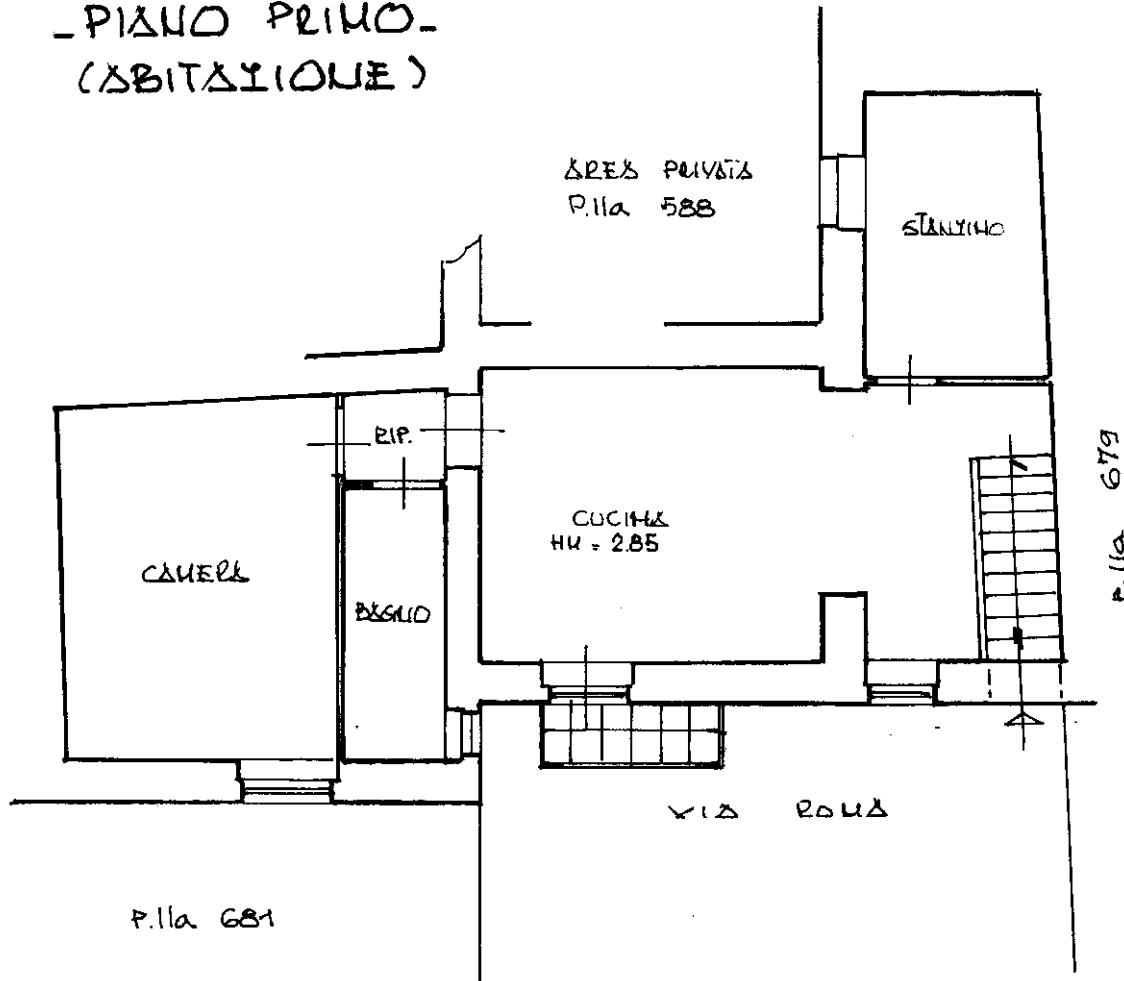 _PIANO PRIMO_
(ABITAZIONE)
AREA PRIVATA
P.lla 588
STANZINO
RIP.
CUCINA
HM = 2.85
CAMERA
BAGNO
P.lla 679
VIA ROMA
P.lla 681